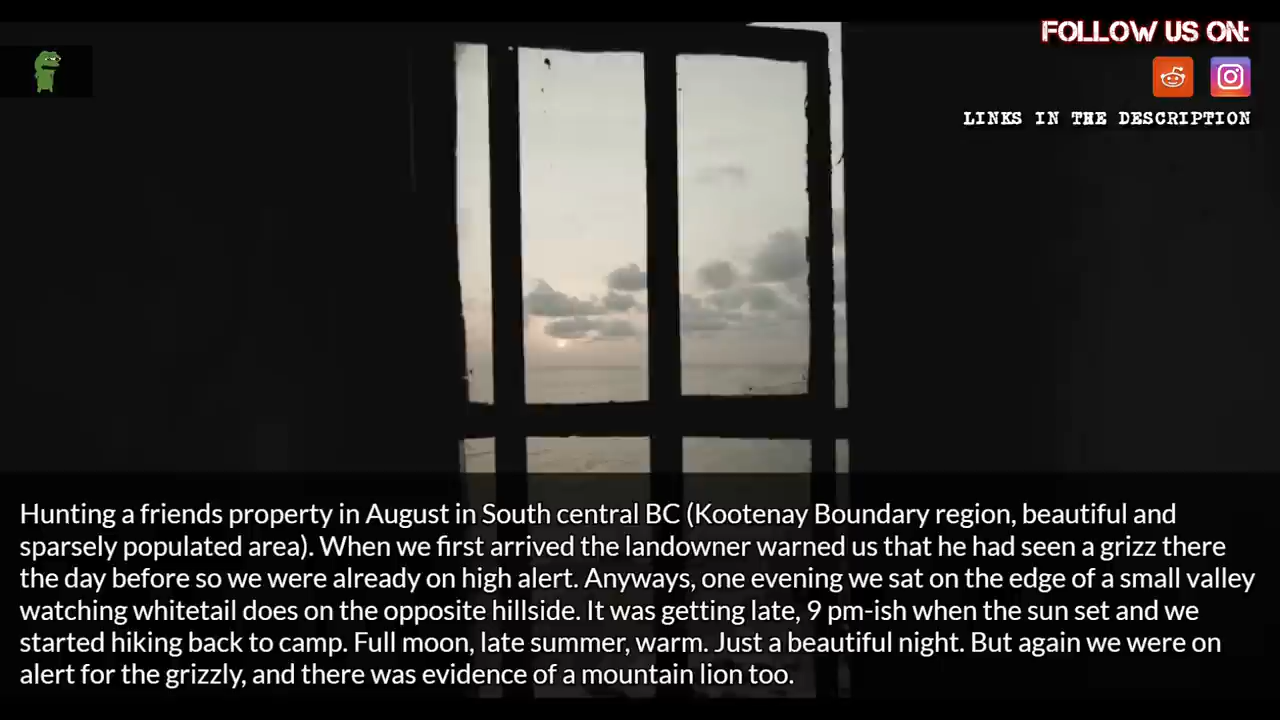 FOLLOW US ON:
LINKS IN THE DESCRIPTION
Hunting a friends property in August in South central BC (Kootenay Boundary region, beautiful and
sparsely populated area). When we first arrived the landowner warned us that he had seen a grizz there
the day before so we were already on high alert. Anyways, one evening we sat on the edge of a small valley
watching whitetail does on the opposite hillside. It was getting late, 9 pm-ish when the sun set and we
started hiking back to camp. Full moon, late summer, warm. Just a beautiful night. But again we were on
alert for the grizzly, and there was evidence of a mountain lion too.